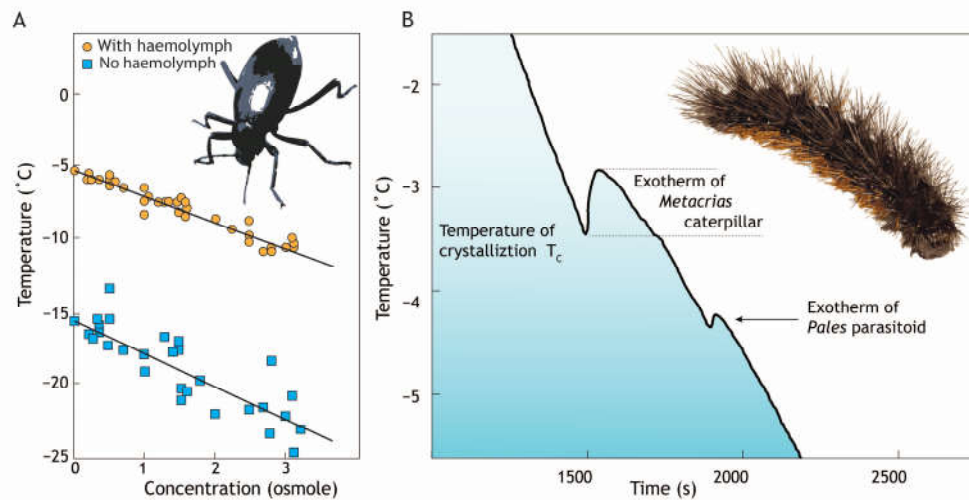 A
With haemolymph
No haemolymph
Temperature (°C)
0
−5
−10
−15
−20
−25
0
1
2
3
Concentration (osmole)
B
Temperature (°C)
−2
−3
−4
−5
Temperature of
crystalliztion Tc
Exotherm of
Metacrias
caterpillar
Exotherm of
Pales parasitoid
1500
2000
2500
Time (s)